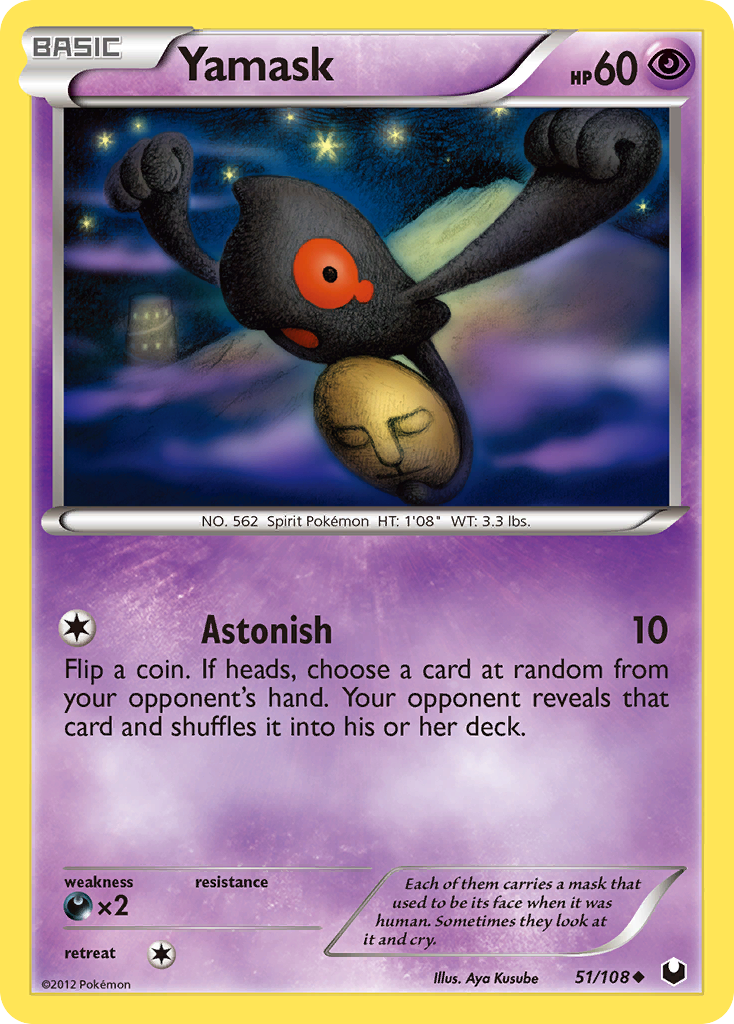 BASIC
Yamask
HP60
NO. 562 Spirit Pokémon HT: 1'08" WT: 3.3 lbs.
Astonish 10
Flip a coin. If heads, choose a card at random from
your opponent's hand. Your opponent reveals that
card and shuffles it into his or her deck.
weakness resistance
×2
retreat
Each of them carries a mask that
used to be its face when it was
human. Sometimes they look at
it and cry.
©2012 Pokémon
Illus. Aya Kusube
51/108